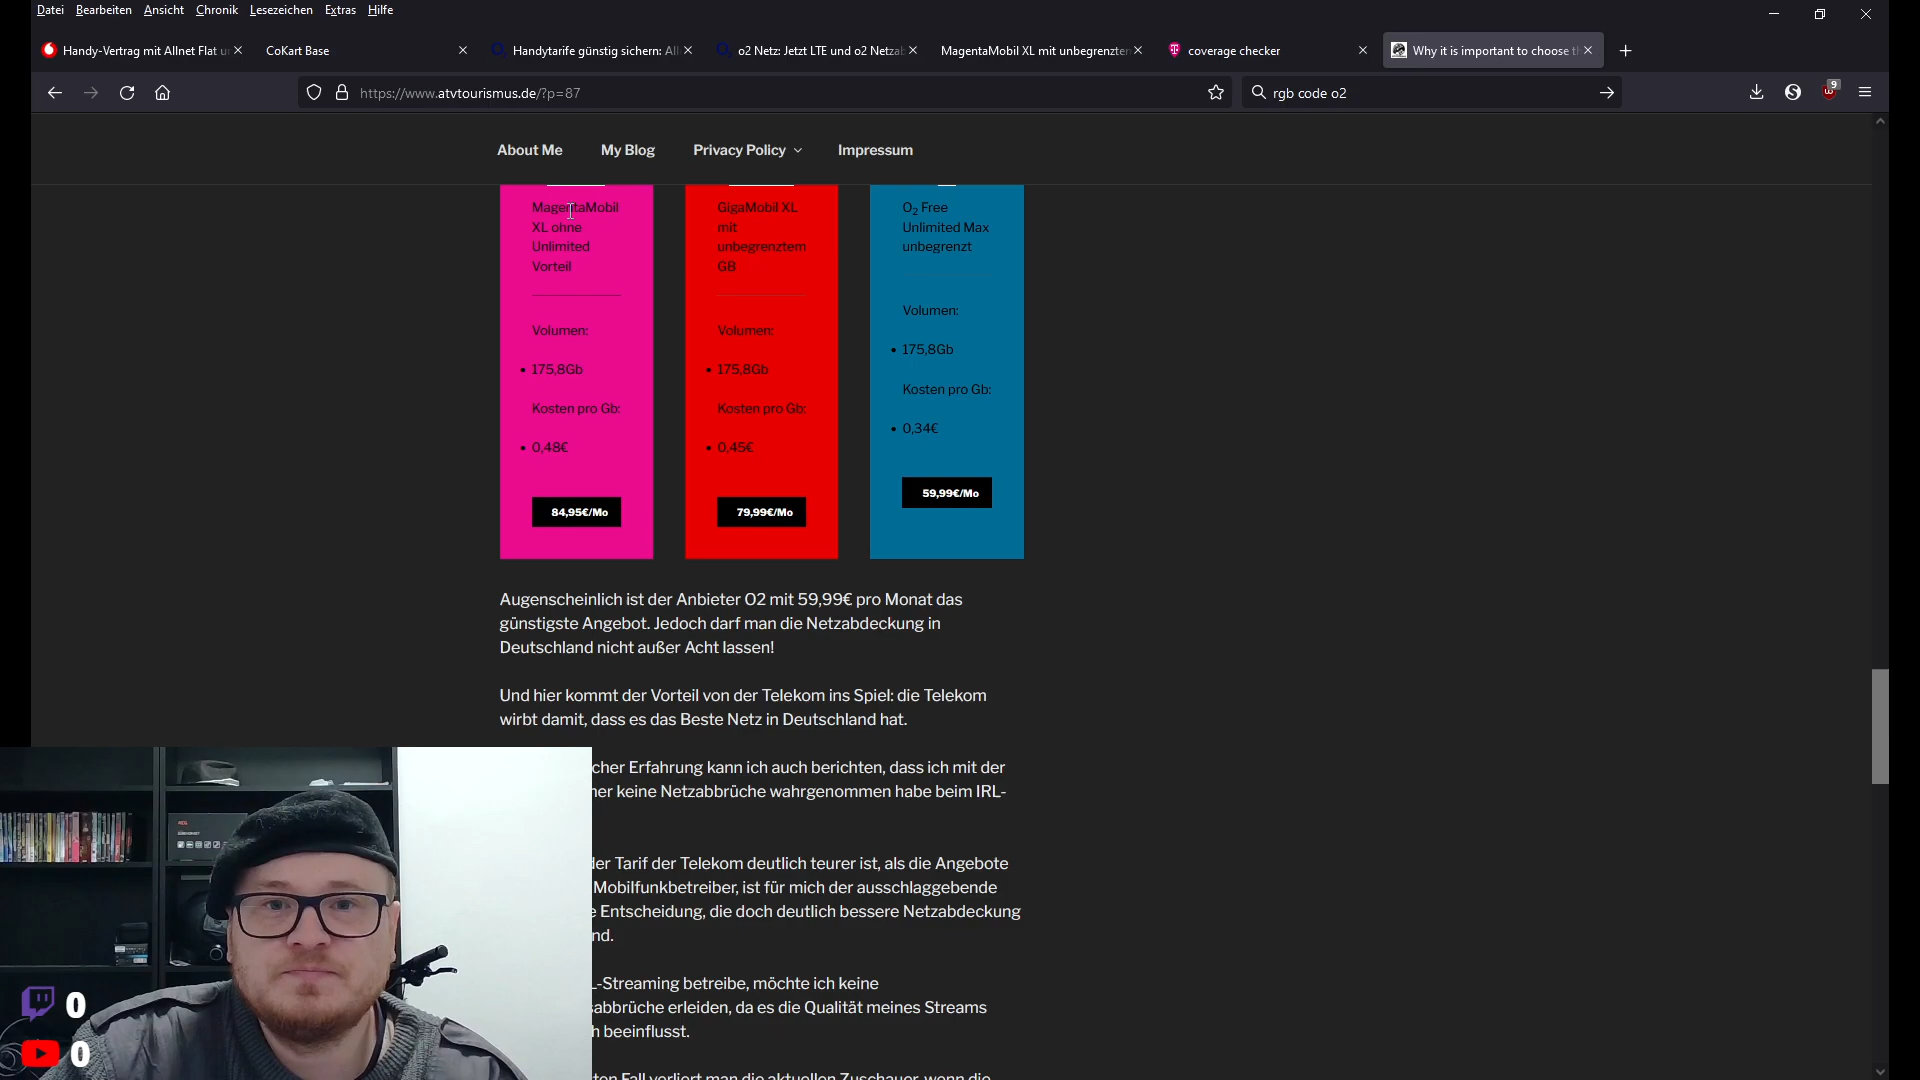 Datei Bearbeiten Ansicht Chronik Lesezeichen Extras Hilfe
Handy-Vertrag mit Allnet Flat
CoKart Base
Handytarife günstig sichern:
o2 Netz: Jetzt LTE und o2
MagentaMobil XL mit
coverage checker
Why it is important to choose
https://www.atvtourismus.de/?p=87
rgb code o2
9
About Me My Blog Privacy Policy Impressum
MagentaMobil
XL ohne
Unlimited
Vorteil
Volumen:
• 175,8Gb
Kosten pro Gb:
• 0,48€
84,95€/Mo
GigaMobil XL
mit
unbegrenztem
GB
Volumen:
• 175,8Gb
Kosten pro Gb:
• 0,45€
79,99€/Mo
O2 Free
Unlimited Max
unbegrenzt
Volumen:
• 175,8Gb
Kosten pro Gb:
• 0,34€
59,99€/Mo
Augenscheinlich ist der Anbieter O2 mit 59,99€ pro Monat das
günstigste Angebot. Jedoch darf man die Netzabdeckung in
Deutschland nicht außer Acht lassen!
Und hier kommt der Vorteil von der Telekom ins Spiel: die Telekom
wirbt damit, dass es das Beste Netz in Deutschland hat.
cher Erfahrung kann ich auch berichten, dass ich mit der
keine Netzabbrüche wahrgenommen habe beim IRL-
der Tarif der Telekom deutlich teurer ist, als die Angebote
Mobilfunkbetreiber, ist für mich der ausschlaggebende
Entscheidung, die doch deutlich bessere Netzabdeckung
nd.
-Streaming betreibe, möchte ich keine
sabbrüche erleiden, da es die Qualität meines Streams
beeinflusst.
Fall verliert man die aktuellen Zuschauer, wenn die
0
0